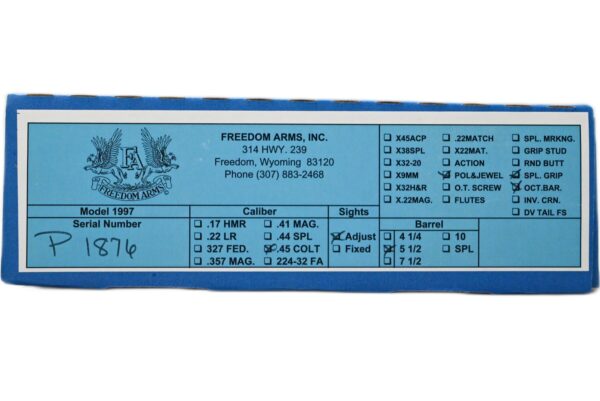 FA
FREEDOM ARMS
FREEDOM ARMS, INC.
314 HWY. 239
Freedom, Wyoming 83120
Phone (307) 883-2468
X45ACP .22MATCH SPL. MRKNG.
X38SPL X22MAT. GRIP STUD
X32-20 ACTION RND BUTT
X9MM POL&JEWEL SPL. GRIP
X32H&R O.T. SCREW OCT.BAR.
X.22MAG. FLUTES INV. CRN.
DV TAIL FS
Model 1997 Caliber Sights Barrel
Serial Number
P 1876
.17 HMR .41 MAG.
.22 LR .44 SPL
327 FED. .45 COLT
.357 MAG. 224-32 FA
Adjust
Fixed
4 1/4 10
5 1/2 SPL
7 1/2